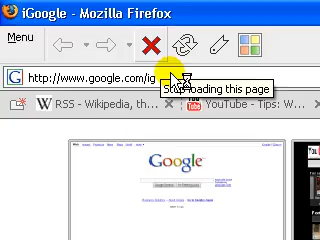 iGoogle - Mozilla Firefox
Menu
G http://www.google.com/ig
Stop loading this page
W RSS - Wikipedia, th...
YouTube - Tips: W...
Google